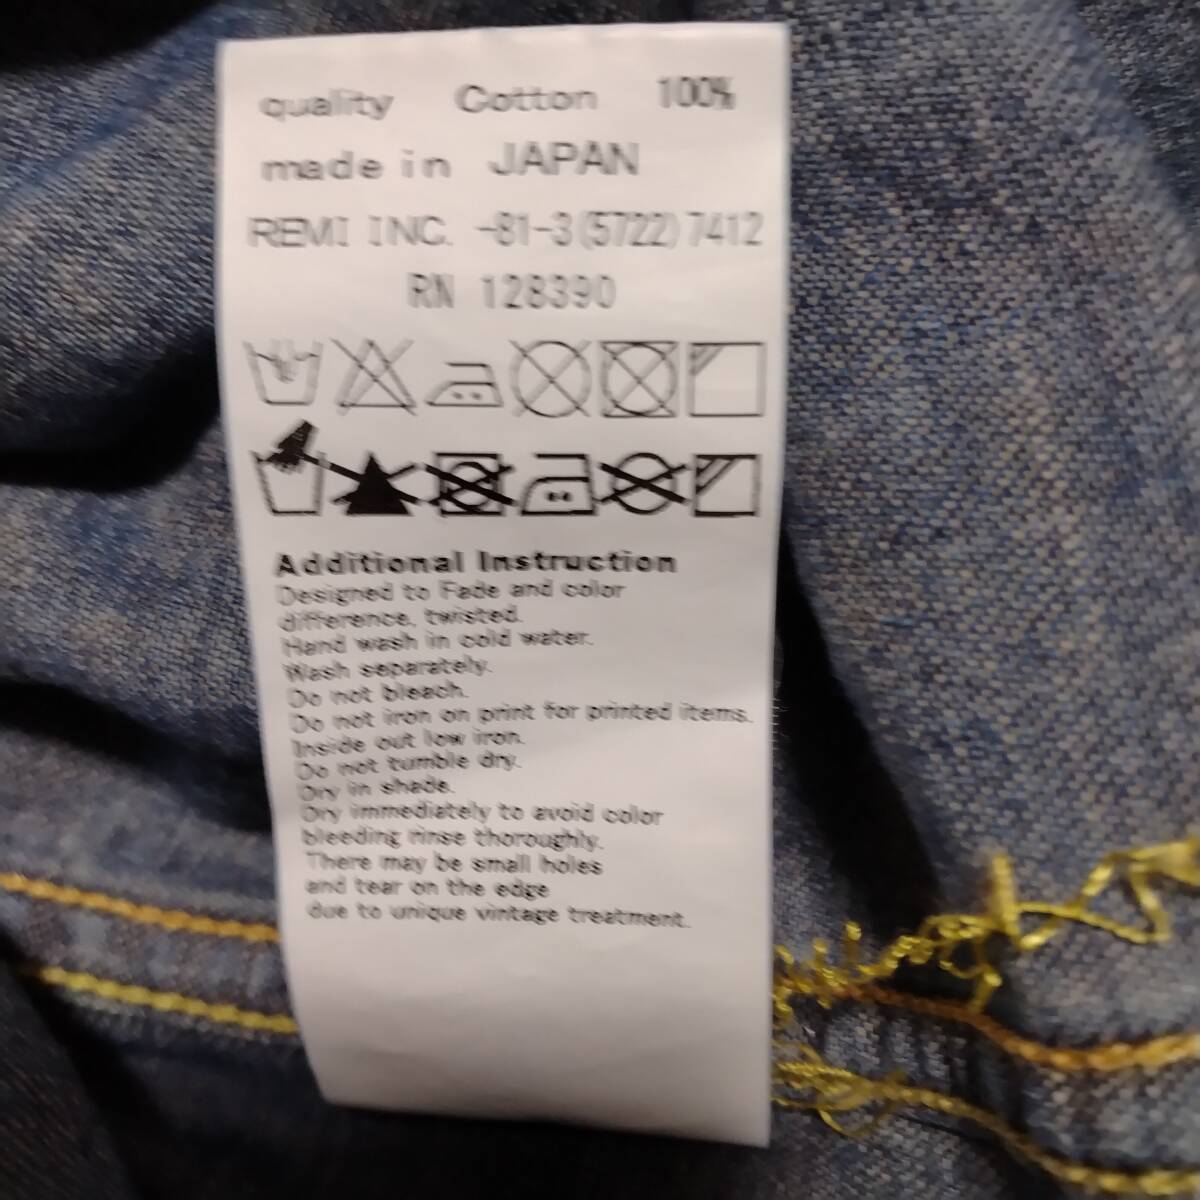 quality Cotton 100%
made in JAPAN
REMI INC. -81-3(5722)7412
RN 128390
Additional Instruction
Designed to Fade and color
difference, twisted.
Hand wash in cold water.
Wash separately.
Do not bleach.
Do not iron on print for printed items.
Inside out low iron.
Do not tumble dry.
Dry in shade.
Dry immediately to avoid color
bleeding rinse thoroughly.
There may be small holes
and tear on the edge
due to unique vintage treatment.